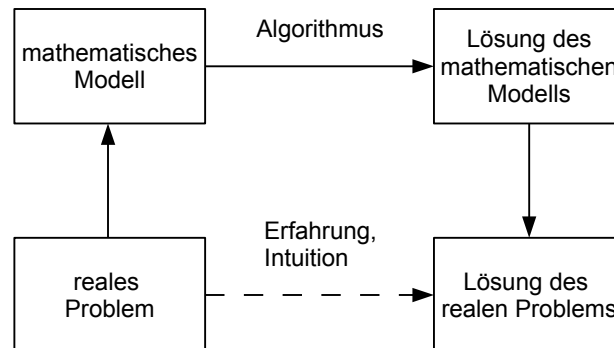 mathematisches
Modell
Algorithmus
Lösung des
mathematischen
Modells
reales
Problem
Erfahrung,
Intuition
Lösung des
realen Problems